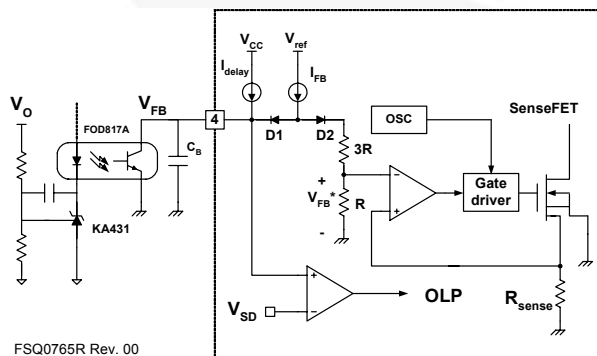 V_CC V_ref
I_delay I_FB
V_O V_FB
FOD817A
4
C_B
D1 D2
OSC
SenseFET
3R
+
V_FB*
R
-
−
+
Gate
driver
KA431
+
−
V_SD
OLP
R_sense
FSQ0765R Rev. 00